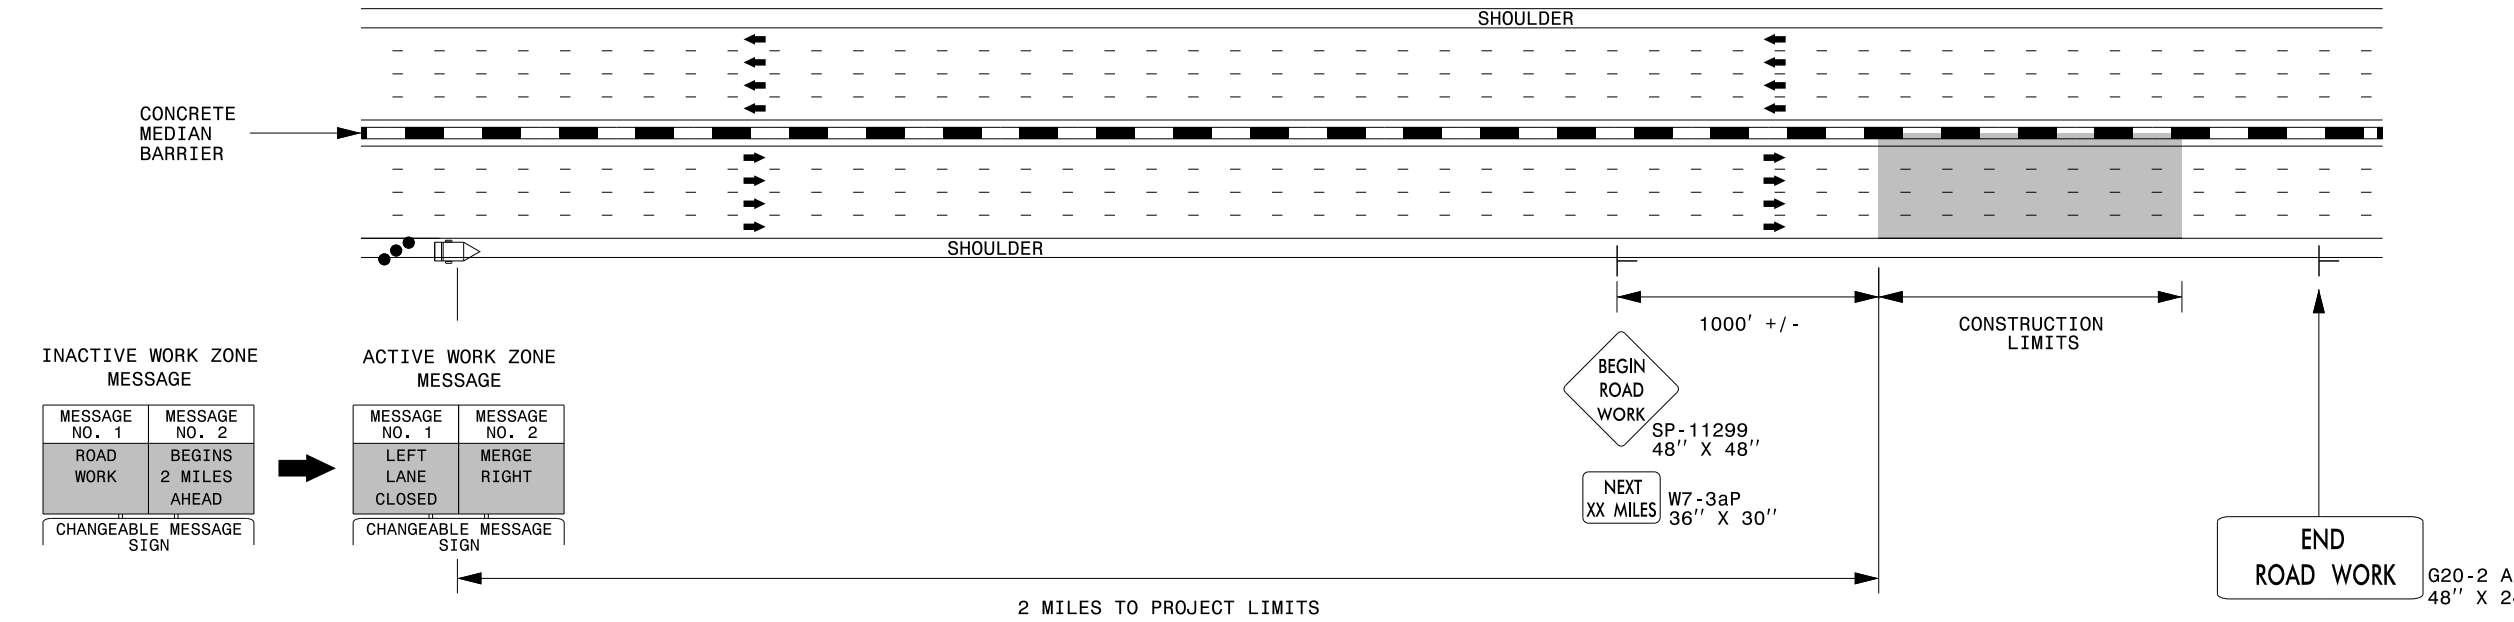 SHOULDER
CONCRETE
MEDIAN
BARRIER
SHOULDER
1000' +/-
CONSTRUCTION
LIMITS
INACTIVE WORK ZONE
MESSAGE
MESSAGE
NO. 1
MESSAGE
NO. 2
ROAD
WORK
BEGINS
2 MILES
AHEAD
CHANGEABLE MESSAGE
SIGN
ACTIVE WORK ZONE
MESSAGE
MESSAGE
NO. 1
MESSAGE
NO. 2
LEFT
LANE
CLOSED
MERGE
RIGHT
CHANGEABLE MESSAGE
SIGN
BEGIN
ROAD
WORK
SP-11299
48'' X 48''
NEXT
XX MILES
W7-3aP
36'' X 30''
END
ROAD WORK
G20-2 A
48'' X
2 MILES TO PROJECT LIMITS